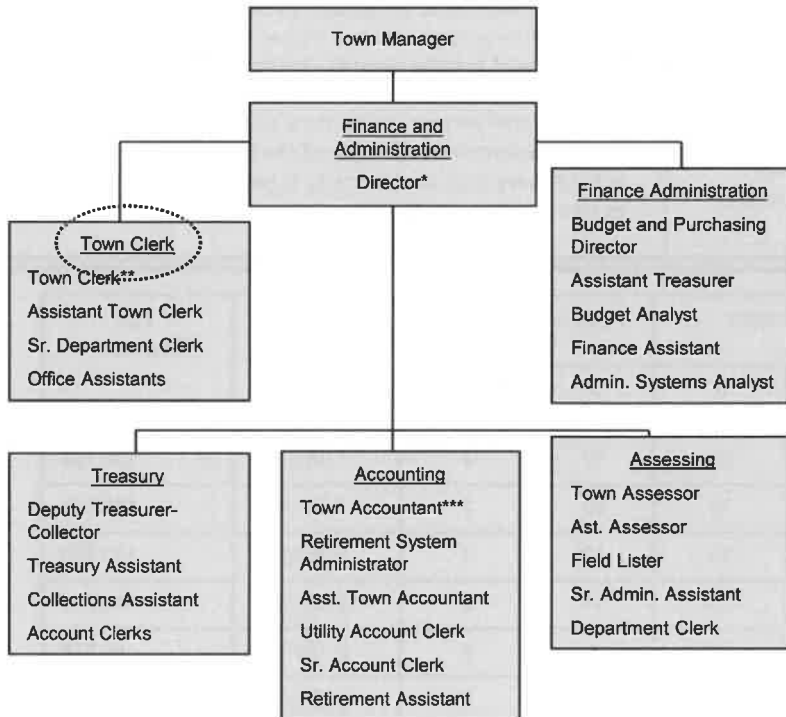 Town Manager
Finance and
Administration
Director*
Town Clerk
Town Clerk**
Assistant Town Clerk
Sr. Department Clerk
Office Assistants
Finance Administration
Budget and Purchasing
Director
Assistant Treasurer
Budget Analyst
Finance Assistant
Admin. Systems Analyst
Treasury
Deputy Treasurer-
Collector
Treasury Assistant
Collections Assistant
Account Clerks
Accounting
Town Accountant***
Retirement System
Administrator
Asst. Town Accountant
Utility Account Clerk
Sr. Account Clerk
Retirement Assistant
Assessing
Town Assessor
Ast. Assessor
Field Lister
Sr. Admin. Assistant
Department Clerk